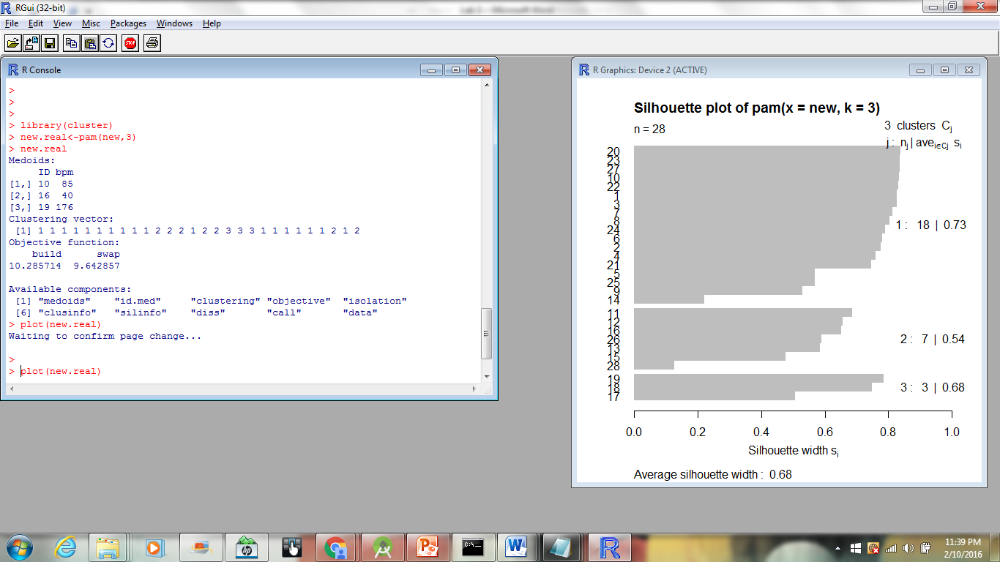 RGui (32-bit)
File Edit View Misc Packages Windows Help
STOP
R Console
>
>
>
> library(cluster)
> new.real<-pam(new,3)
> new.real
Medoids:
     ID bpm
[1,] 10  85
[2,] 16  40
[3,] 19 176
Clustering vector:
 [1] 1 1 1 1 1 1 1 1 1 1 2 2 2 1 2 2 3 3 3 1 1 1 1 1 1 2 1 2
Objective function:
    build      swap
10.285714  9.642857
Available components:
 [1] "medoids"    "id.med"     "clustering" "objective"  "isolation"
 [6] "clusinfo"   "silinfo"    "diss"       "call"       "data"
> plot(new.real)
Waiting to confirm page change...
>
> plot(new.real)
R Graphics: Device 2 (ACTIVE)
Silhouette plot of pam(x = new, k = 3)
n = 28
3 clusters Cj
j : nj | avei∈Cj si
20
23
27
10
22
1
3
7
8
24
6
2
4
21
5
25
9
14
1 : 18 | 0.73
11
12
16
26
13
15
28
2 : 7 | 0.54
19
18
17
3 : 3 | 0.68
0.0 0.2 0.4 0.6 0.8 1.0
Silhouette width si
Average silhouette width : 0.68
hp
C:\_
11:39 PM
2/10/2016